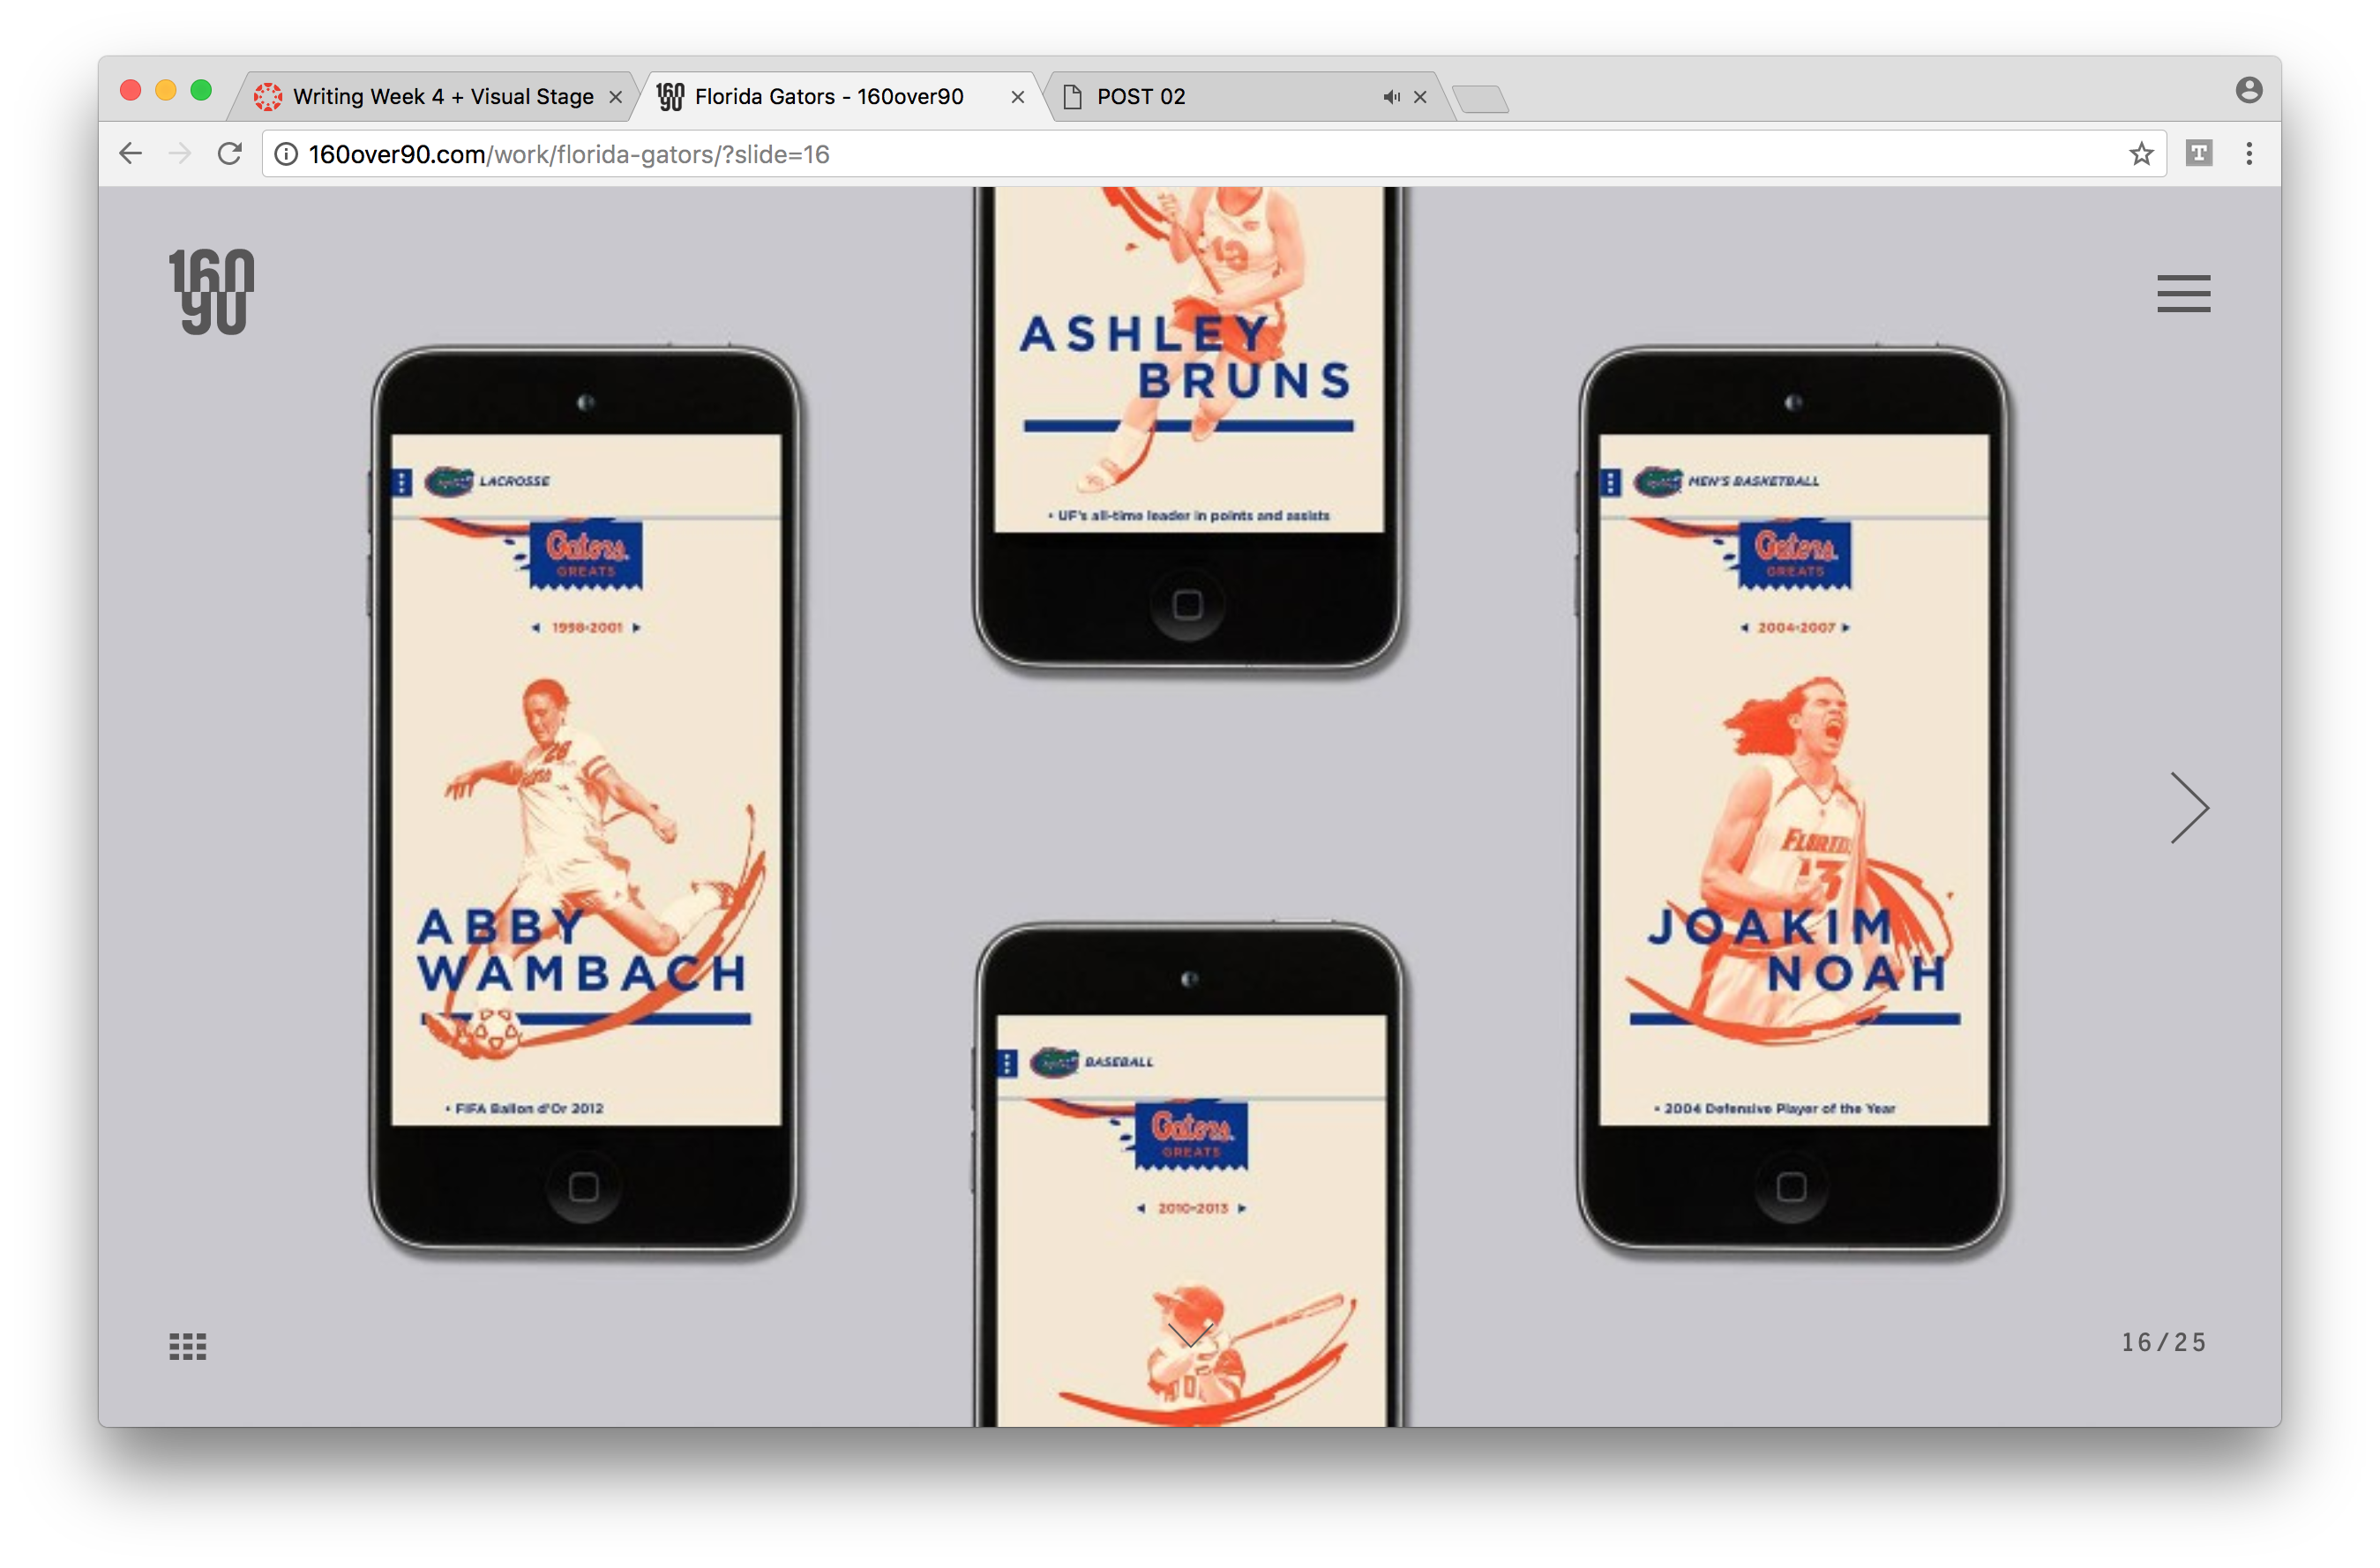 Writing Week 4 + Visual Stage
160 90 Florida Gators - 160over90
POST 02
160over90.com/work/florida-gators/?slide=16
160
90
13
ASHLEY
BRUNS
• UF's all-time leader in points and assists
LACROSSE
Gators
GREATS
1998-2001
ABBY
WAMBACH
• FIFA Ballon d'Or 2012
MEN'S BASKETBALL
Gators
GREATS
2004-2007
13
JOAKIM
NOAH
• 2004 Defensive Player of the Year
BASEBALL
Gators
GREATS
2010-2013
16/25